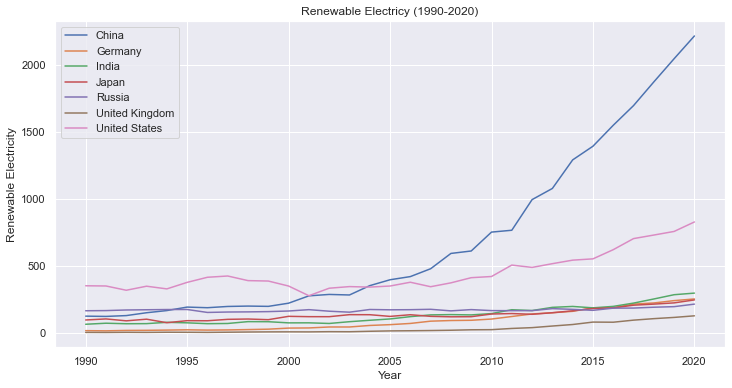 Renewable Electricy (1990-2020)
China
Germany
India
Japan
Russia
United Kingdom
United States
Renewable Electricity
2000
1500
1000
500
0
1990
1995
2000
2005
2010
2015
2020
Year